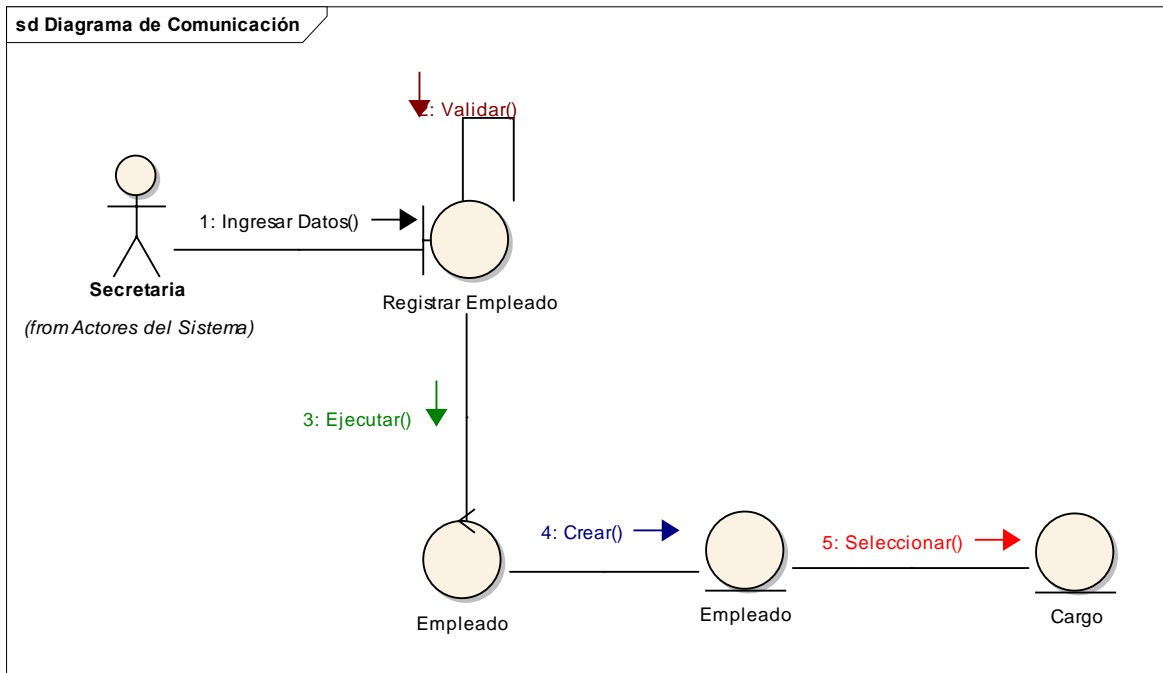 sd Diagrama de Comunicación
2: Validar()
1: Ingresar Datos()
Secretaria
(from Actores del Sistema)
Registrar Empleado
3: Ejecutar()
4: Crear()
5: Seleccionar()
Empleado
Empleado
Cargo